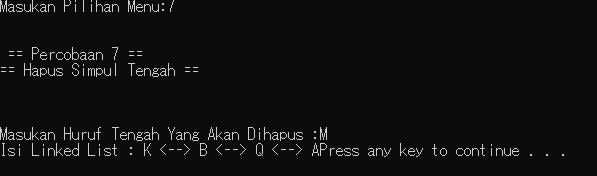 Masukan Pilihan Menu:7
== Percobaan 7 ==
== Hapus Simpul Tengah ==
Masukan Huruf Tengah Yang Akan Dihapus :M
Isi Linked List : K <--> B <--> Q <--> APress any key to continue . . .